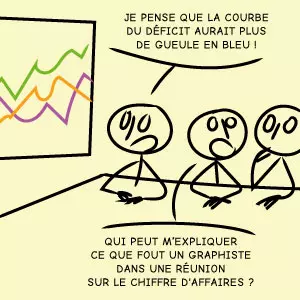 JE PENSE QUE LA COURBE
DU DÉFICIT AURAIT PLUS
DE GUEULE EN BLEU !
QUI PEUT M'EXPLIQUER
CE QUE FOUT UN GRAPHISTE
DANS UNE RÉUNION
SUR LE CHIFFRE D'AFFAIRES ?